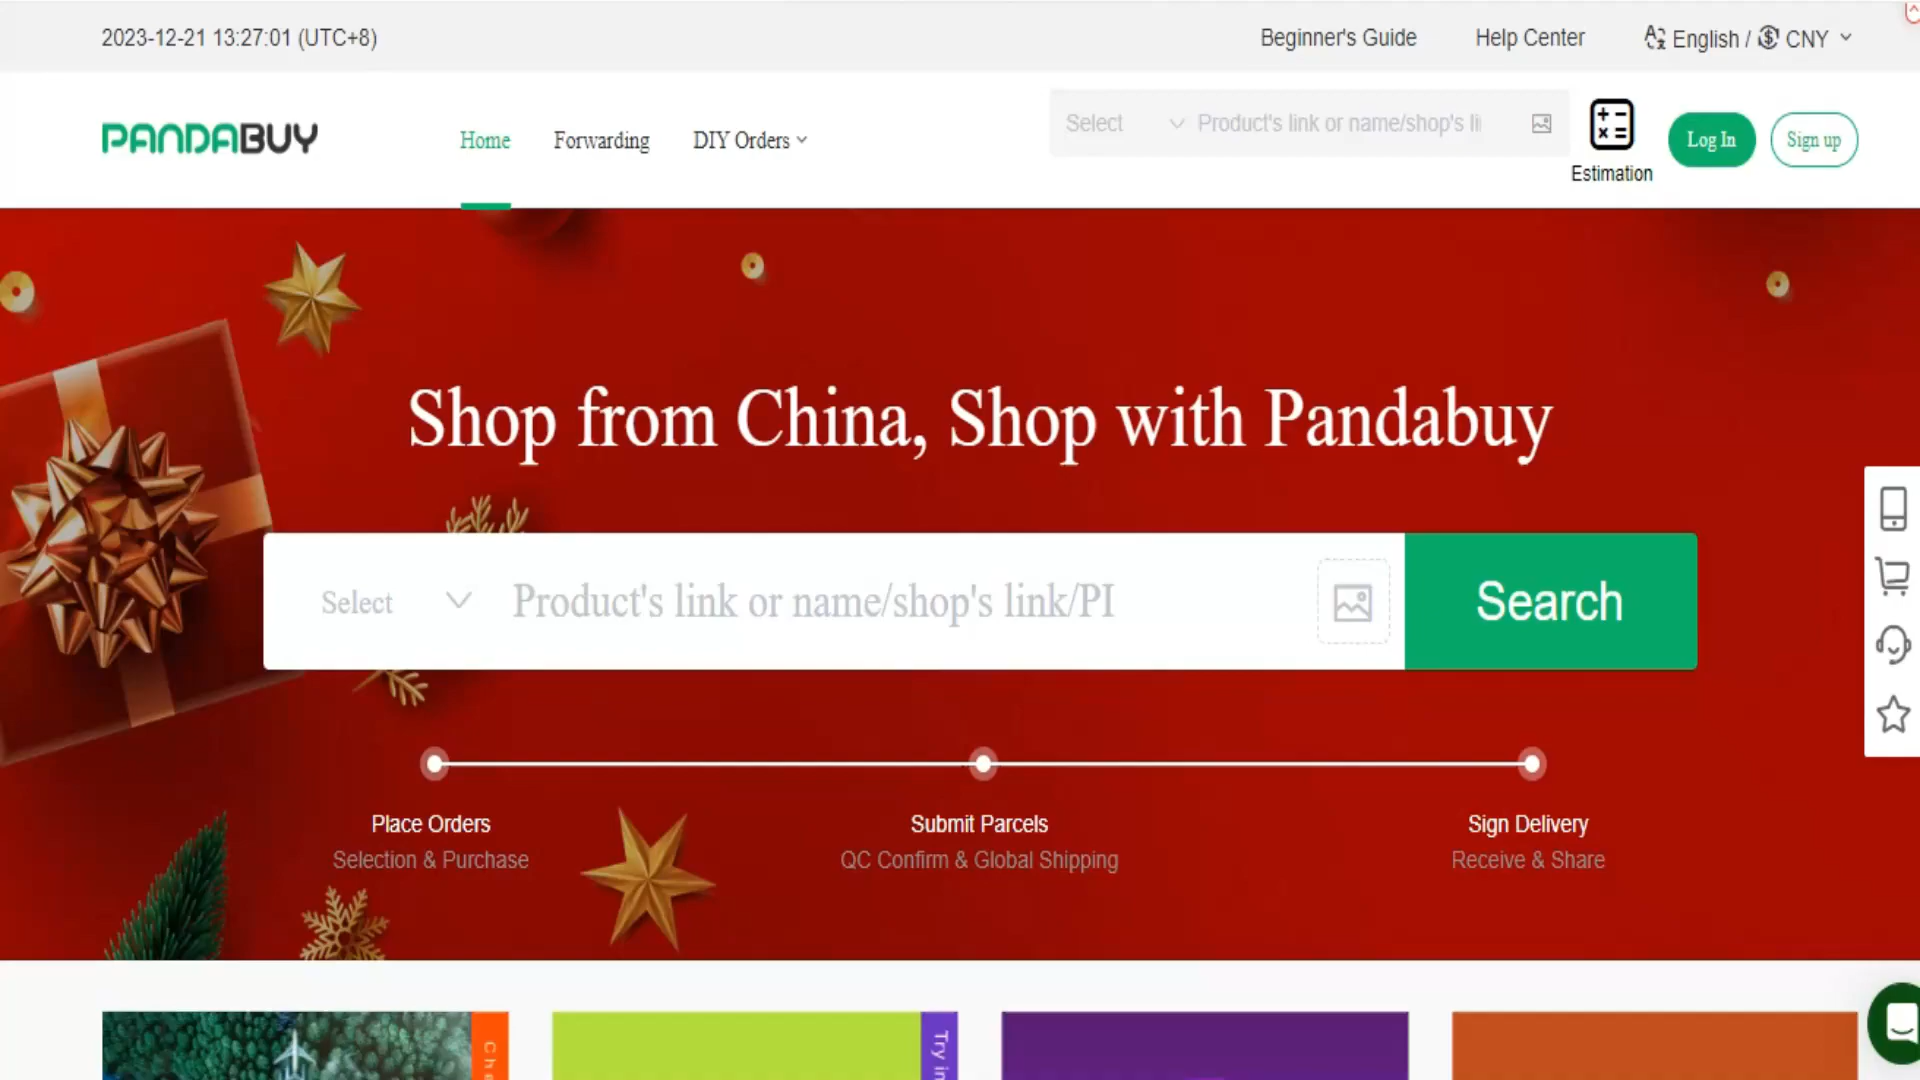 2023-12-21 13:27:01 (UTC+8)
Beginner's Guide
Help Center
English / CNY
PANDABUY
Home
Forwarding
DIY Orders
Select
Product's link or name/shop's li
Estimation
Log In
Sign up
Shop from China, Shop with Pandabuy
Select
Product's link or name/shop's link/PI
Search
Place Orders
Submit Parcels
Sign Delivery
Selection & Purchase
QC Confirm & Global Shipping
Receive & Share
Che
Try in